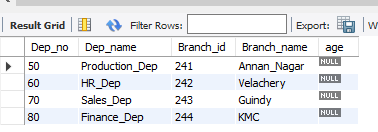 Result Grid Filter Rows: Export: W
Dep_no Dep_name Branch_id Branch_name age
50 Production_Dep 241 Annan_Nagar NULL
60 HR_Dep 242 Velachery NULL
70 Sales_Dep 243 Guindy NULL
80 Finance_Dep 244 KMC NULL